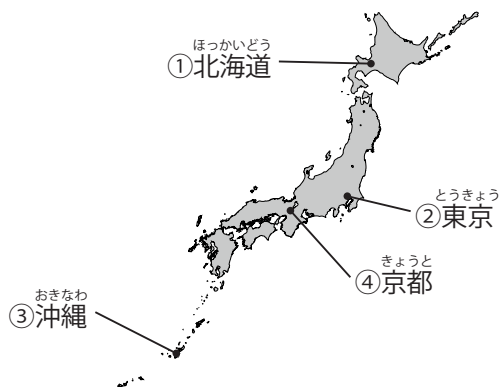 ほっかいどう
①北海道
とうきょう
②東京
きょうと
④京都
おきなわ
③沖縄